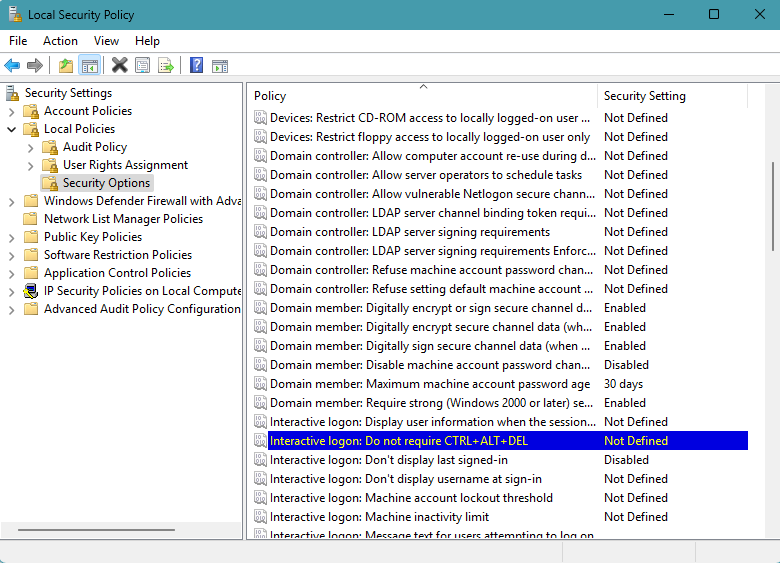 Local Security Policy
File Action View Help
Security Settings
Account Policies
Local Policies
Audit Policy
User Rights Assignment
Security Options
Windows Defender Firewall with Adva
Network List Manager Policies
Public Key Policies
Software Restriction Policies
Application Control Policies
IP Security Policies on Local Compute
Advanced Audit Policy Configuration
Policy Security Setting
Devices: Restrict CD-ROM access to locally logged-on user ... Not Defined
Devices: Restrict floppy access to locally logged-on user only Not Defined
Domain controller: Allow computer account re-use during d... Not Defined
Domain controller: Allow server operators to schedule tasks Not Defined
Domain controller: Allow vulnerable Netlogon secure chann... Not Defined
Domain controller: LDAP server channel binding token requi... Not Defined
Domain controller: LDAP server signing requirements Not Defined
Domain controller: LDAP server signing requirements Enforc... Not Defined
Domain controller: Refuse machine account password chan... Not Defined
Domain controller: Refuse setting default machine account ... Not Defined
Domain member: Digitally encrypt or sign secure channel d... Enabled
Domain member: Digitally encrypt secure channel data (wh... Enabled
Domain member: Digitally sign secure channel data (when ... Enabled
Domain member: Disable machine account password chan... Disabled
Domain member: Maximum machine account password age 30 days
Domain member: Require strong (Windows 2000 or later) se... Enabled
Interactive logon: Display user information when the session... Not Defined
Interactive logon: Do not require CTRL+ALT+DEL Not Defined
Interactive logon: Don't display last signed-in Disabled
Interactive logon: Don't display username at sign-in Not Defined
Interactive logon: Machine account lockout threshold Not Defined
Interactive logon: Machine inactivity limit Not Defined
Interactive logon: Message text for users attempting to log on